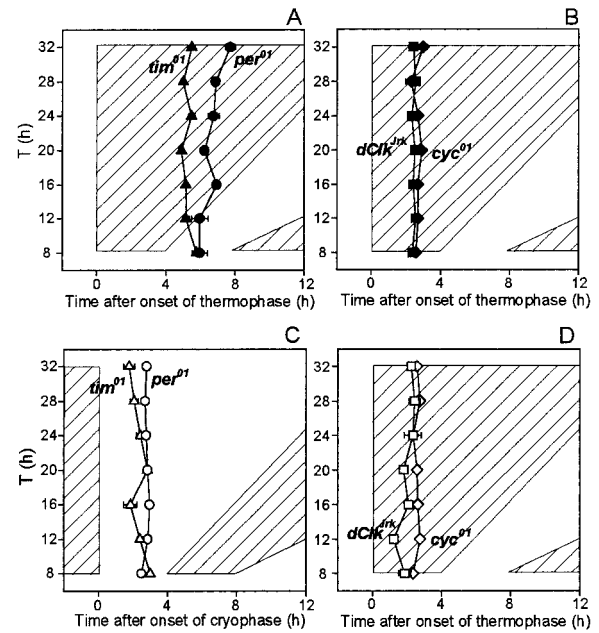 A B
T (h)
32
28
24
20
16
12
8
tim01 per01
0 4 8 12
Time after onset of thermophase (h)
32
28
24
20
16
12
8
dClkJrk cyc01
0 4 8 12
Time after onset of thermophase (h)
C D
T (h)
32
28
24
20
16
12
8
tim01 per01
0 4 8 12
Time after onset of cryophase (h)
32
28
24
20
16
12
8
dClkJrk cyc01
0 4 8 12
Time after onset of thermophase (h)